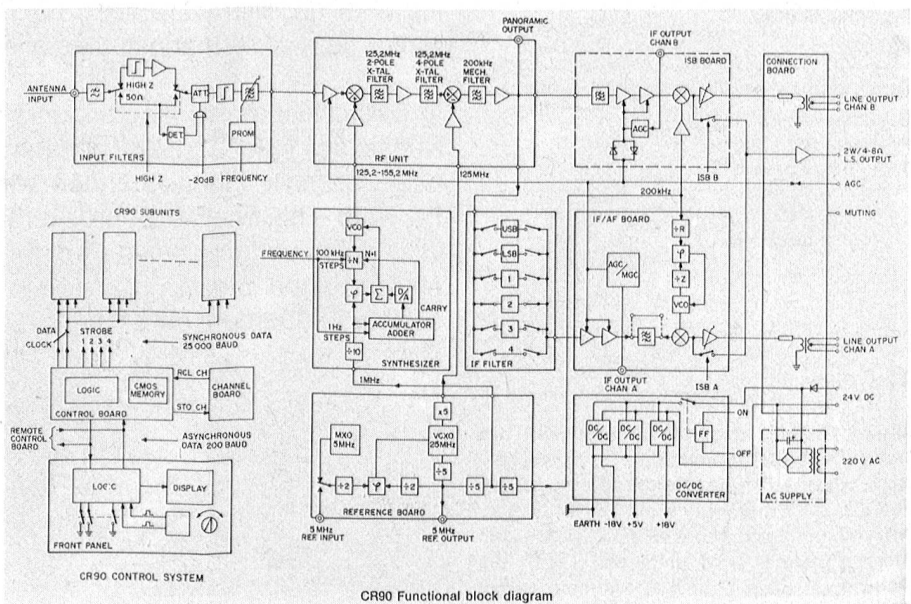 PANORAMIC
OUTPUT
IF OUTPUT
CHAN B
ISB BOARD
CONNECTION
BOARD
125,2MHz
2-POLE
X-TAL
FILTER
125,2MHz
4-POLE
X-TAL
FILTER
200kHz
MECH.
FILTER
ANTENNA
INPUT
HIGH Z
50Ω
ATT
DET
PROM
INPUT FILTERS
HIGH Z
-20dB
FREQUENCY
RF UNIT
125,2-155,2MHz
125MHz
AGC
ISB B
LINE OUTPUT
CHAN B
2W/4-8Ω
L.S. OUTPUT
AGC
MUTING
200kHz
CR90 SUBUNITS
DATA
CLOCK
STROBE
1 2 3 4
SYNCHRONOUS DATA
25000 BAUD
LOGIC
CMOS
MEMORY
CONTROL BOARD
RCL CH
STO CH
CHANNEL
BOARD
REMOTE
CONTROL
BOARD
ASYNCHRONOUS
DATA 200 BAUD
LOGIC
DISPLAY
FRONT PANEL
CR90 CONTROL SYSTEM
FREQUENCY
100 kHz
STEPS
VCO
÷N
N+1
φ
Σ
D/A
CARRY
ACCUMULATOR
ADDER
1Hz
STEPS
÷10
SYNTHESIZER
1MHz
USB
LSB
1
2
3
4
IF FILTER
IF/AF BOARD
AGC/
MGC
÷R
φ
÷Z
VCO
IF OUTPUT
CHAN A
ISB A
LINE OUTPUT
CHAN A
x5
MXO
5MHz
VCXO
25MHz
÷5
÷2
φ
÷2
÷5
÷5
REFERENCE BOARD
5 MHz
REF. INPUT
5 MHz
REF. OUTPUT
DC/
DC
DC/
DC
DC/
DC
FF
ON
OFF
DC/DC
CONVERTER
EARTH
-18V
+5V
+18V
24V DC
220 V AC
AC SUPPLY
CR90 Functional block diagram